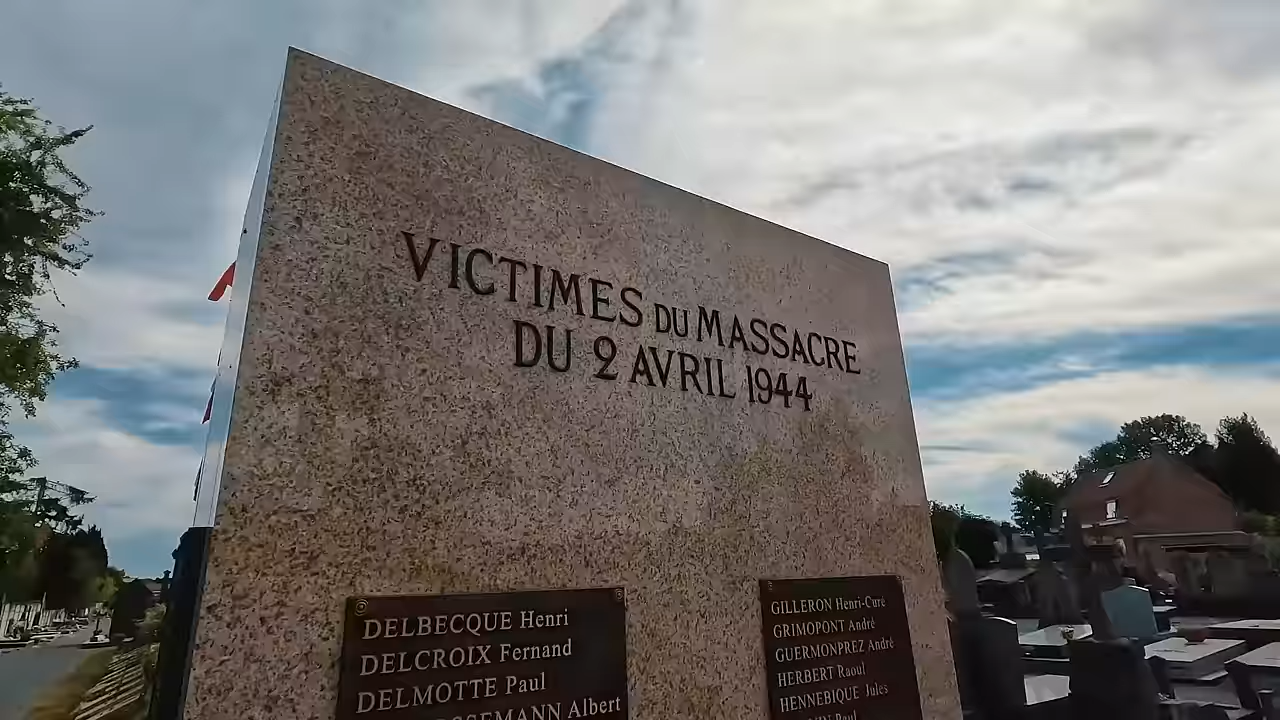 VICTIMES DU MASSACRE
DU 2 AVRIL 1944
DELBECQUE Henri
DELCROIX Fernand
DELMOTTE Paul
Albert
GILLERON Henri-Curé
GRIMOPONT André
GUERMONPREZ André
HERBERT Raoul
HENNEBIQUE Jules
Paul